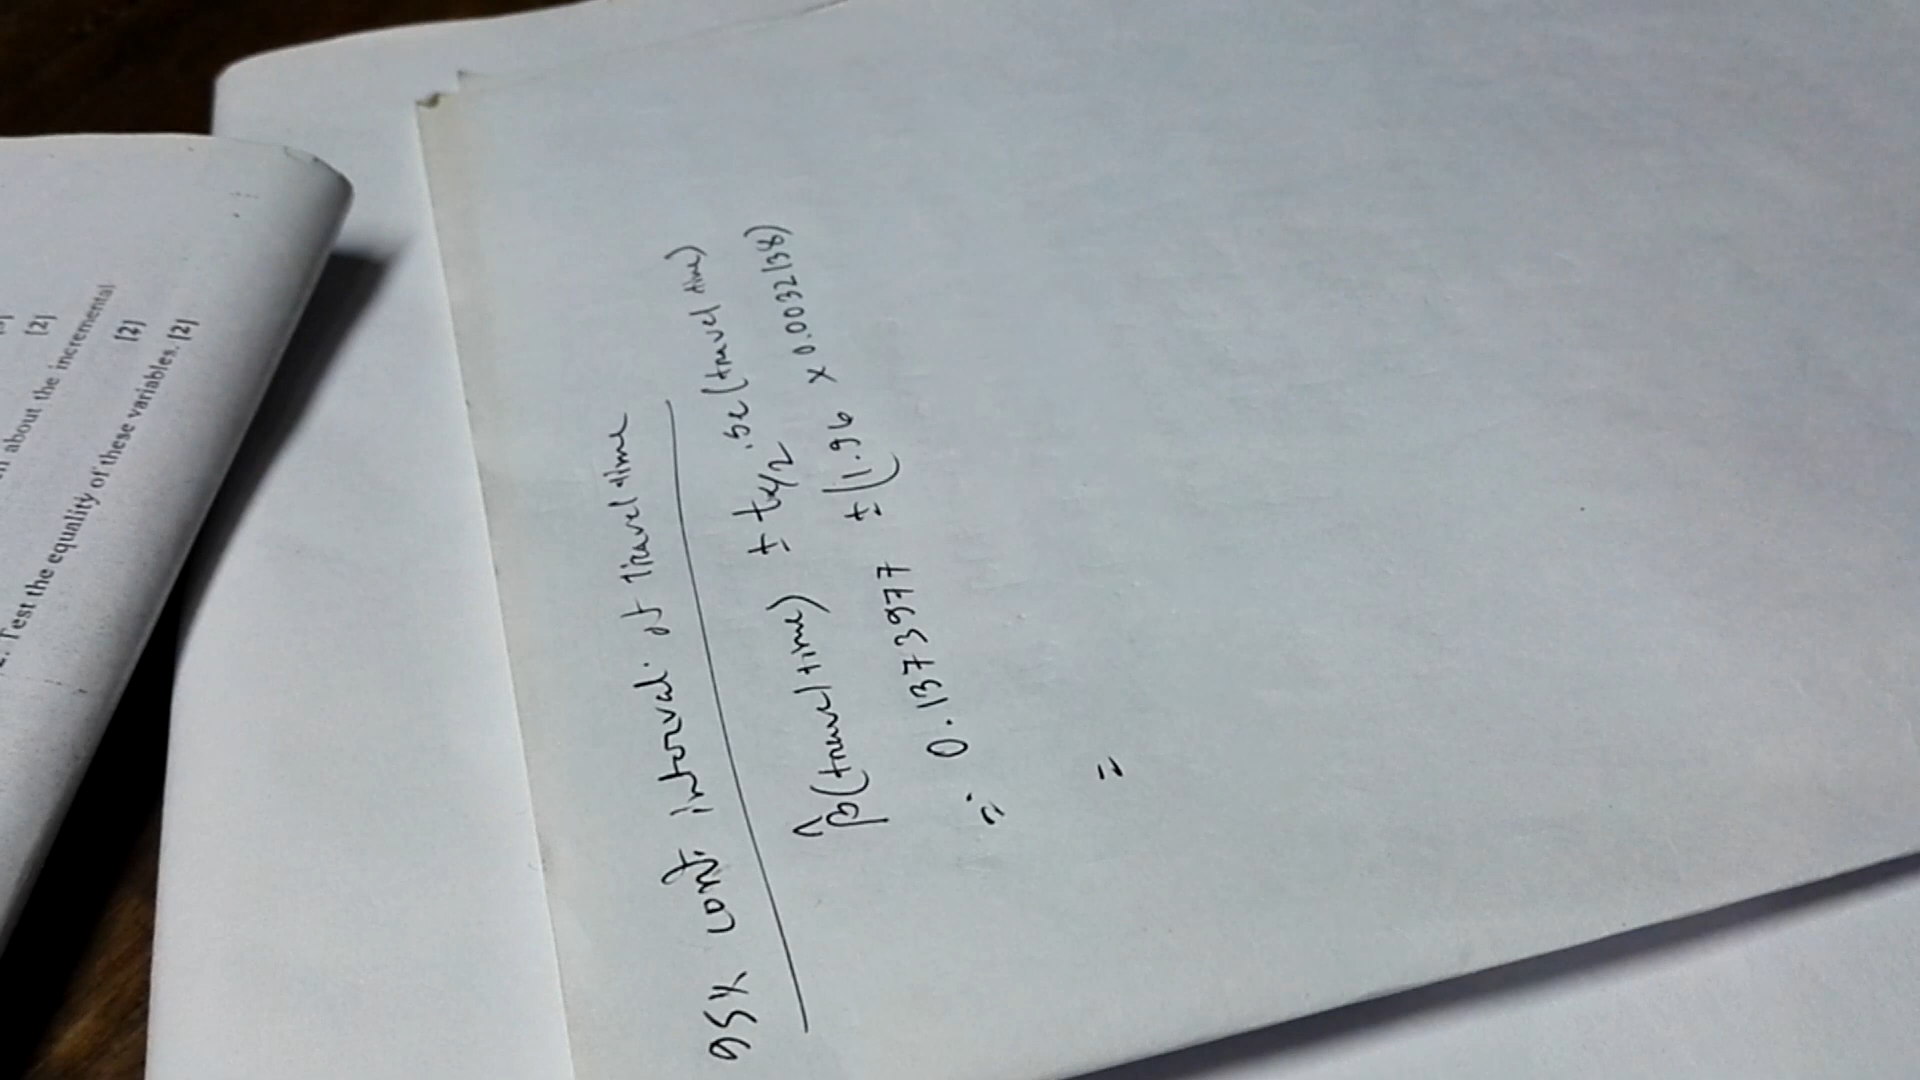 [2]
about the incremental
[2]
2. Test the equality of these variables. [2]
95% conf. interval of travel time
β̂(travel time) ± tα/2 . se(travel time)
= 0.1373977 ± (1.96 × 0.0032138)
=